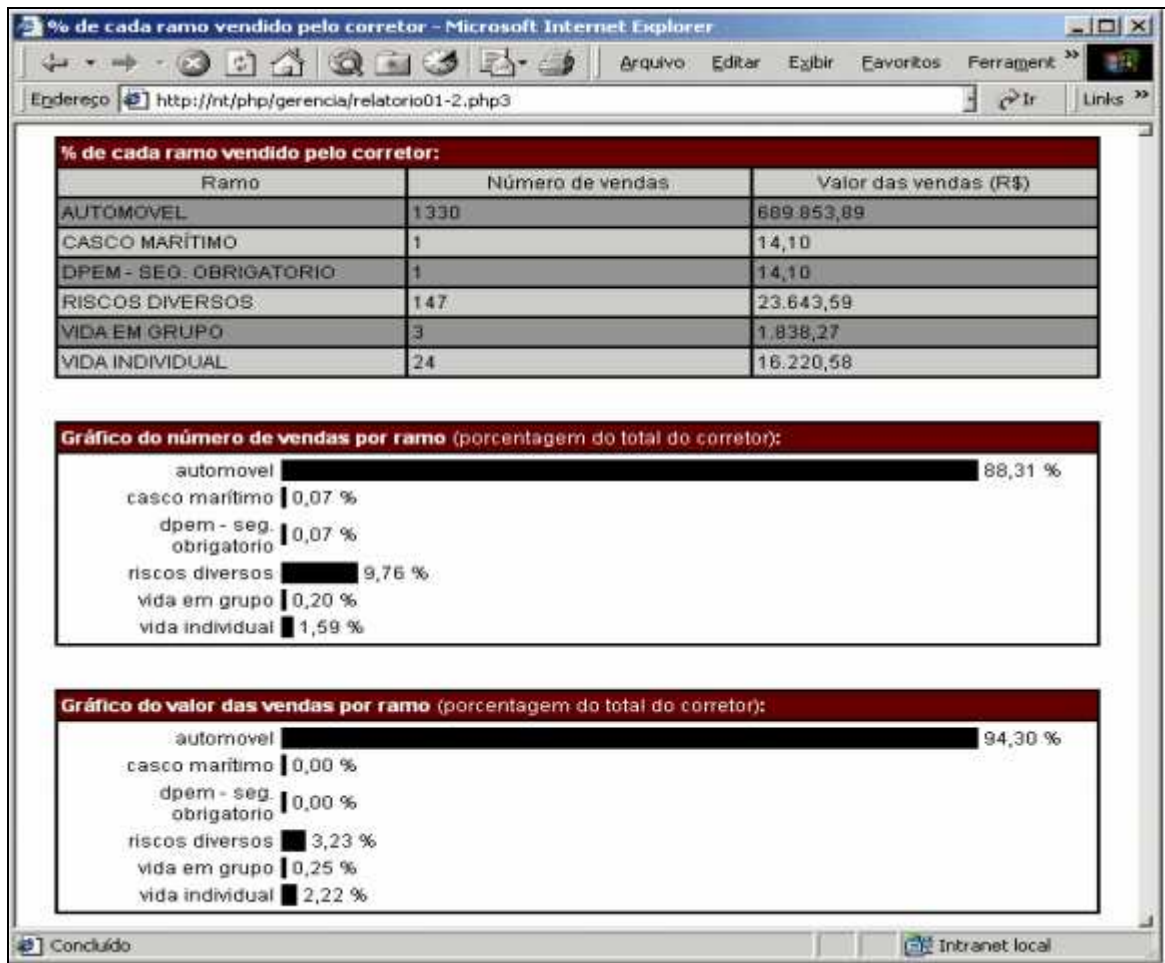 % de cada ramo vendido pelo corretor - Microsoft Internet Explorer
Arquivo Editar Exibir Favoritos Ferrament »
Endereço http://nt/php/gerencia/relatorio01-2.php3 Ir Links »
% de cada ramo vendido pelo corretor:
Ramo Número de vendas Valor das vendas (R$)
AUTOMOVEL 1330 689.853,89
CASCO MARÍTIMO 1 14,10
DPEM - SEG. OBRIGATORIO 1 14,10
RISCOS DIVERSOS 147 23.643,59
VIDA EM GRUPO 3 1.838,27
VIDA INDIVIDUAL 24 16.220,58
Gráfico do número de vendas por ramo (porcentagem do total do corretor):
automovel 88,31 %
casco marítimo 0,07 %
dpem - seg.
obrigatorio 0,07 %
riscos diversos 9,76 %
vida em grupo 0,20 %
vida individual 1,59 %
Gráfico do valor das vendas por ramo (porcentagem do total do corretor):
automovel 94,30 %
casco marítimo 0,00 %
dpem - seg.
obrigatorio 0,00 %
riscos diversos 3,23 %
vida em grupo 0,25 %
vida individual 2,22 %
Concluído Intranet local